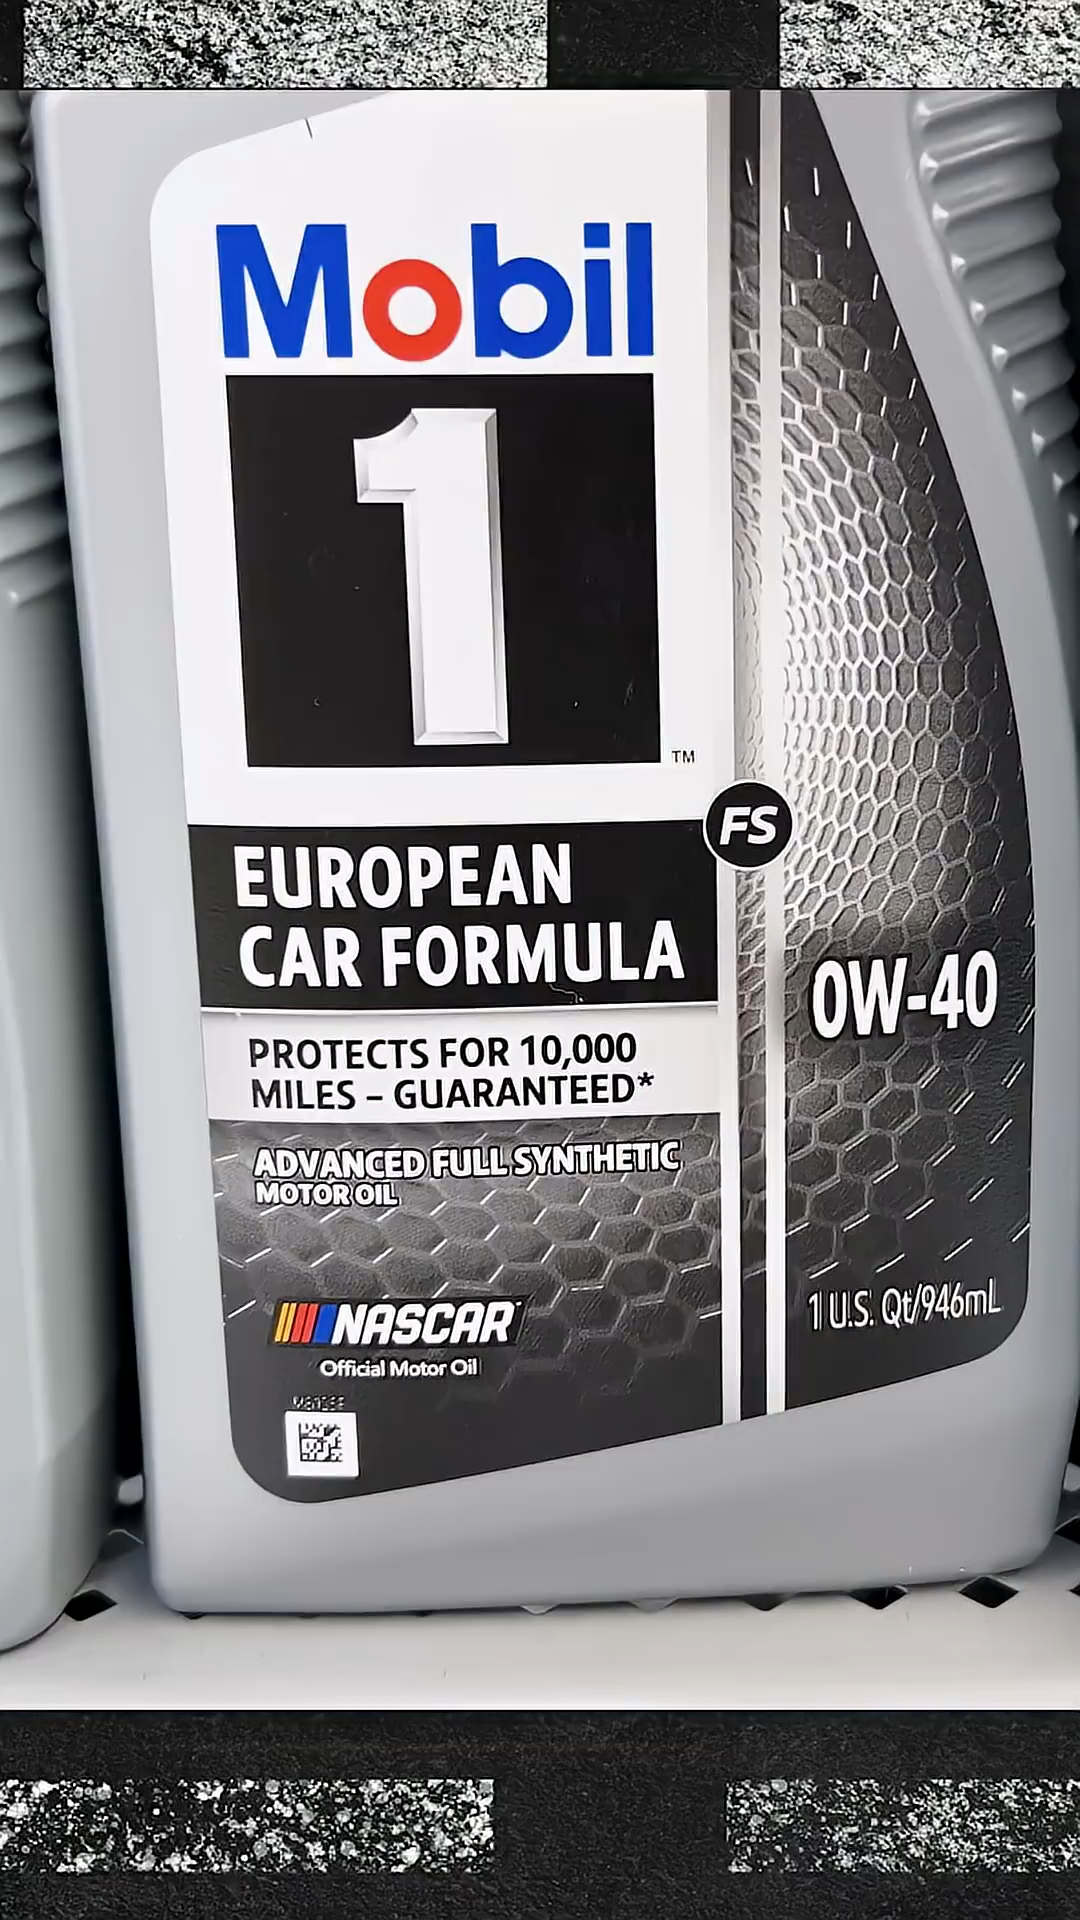 Mobil
1
TM
FS
EUROPEAN
CAR FORMULA
0W-40
PROTECTS FOR 10,000
MILES – GUARANTEED*
ADVANCED FULL SYNTHETIC
MOTOR OIL
1 U.S. Qt/946mL
NASCAR
Official Motor Oil